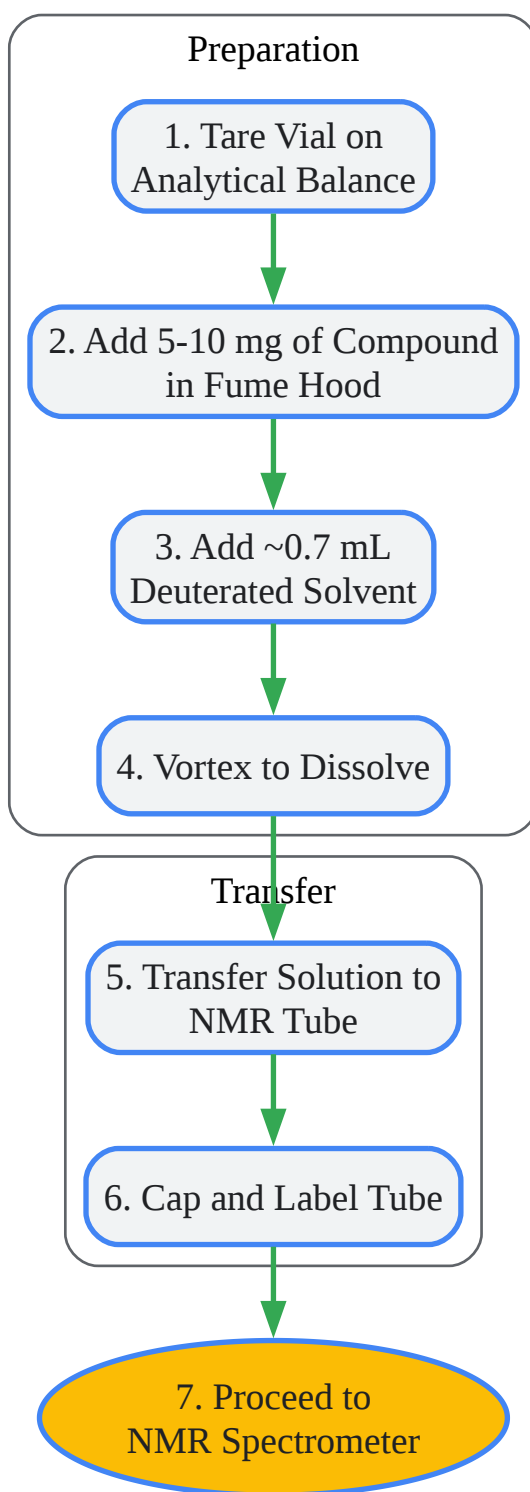 Preparation
1. Tare Vial on
Analytical Balance
2. Add 5-10 mg of Compound
in Fume Hood
3. Add ~0.7 mL
Deuterated Solvent
4. Vortex to Dissolve
Transfer
5. Transfer Solution to
NMR Tube
6. Cap and Label Tube
7. Proceed to
NMR Spectrometer